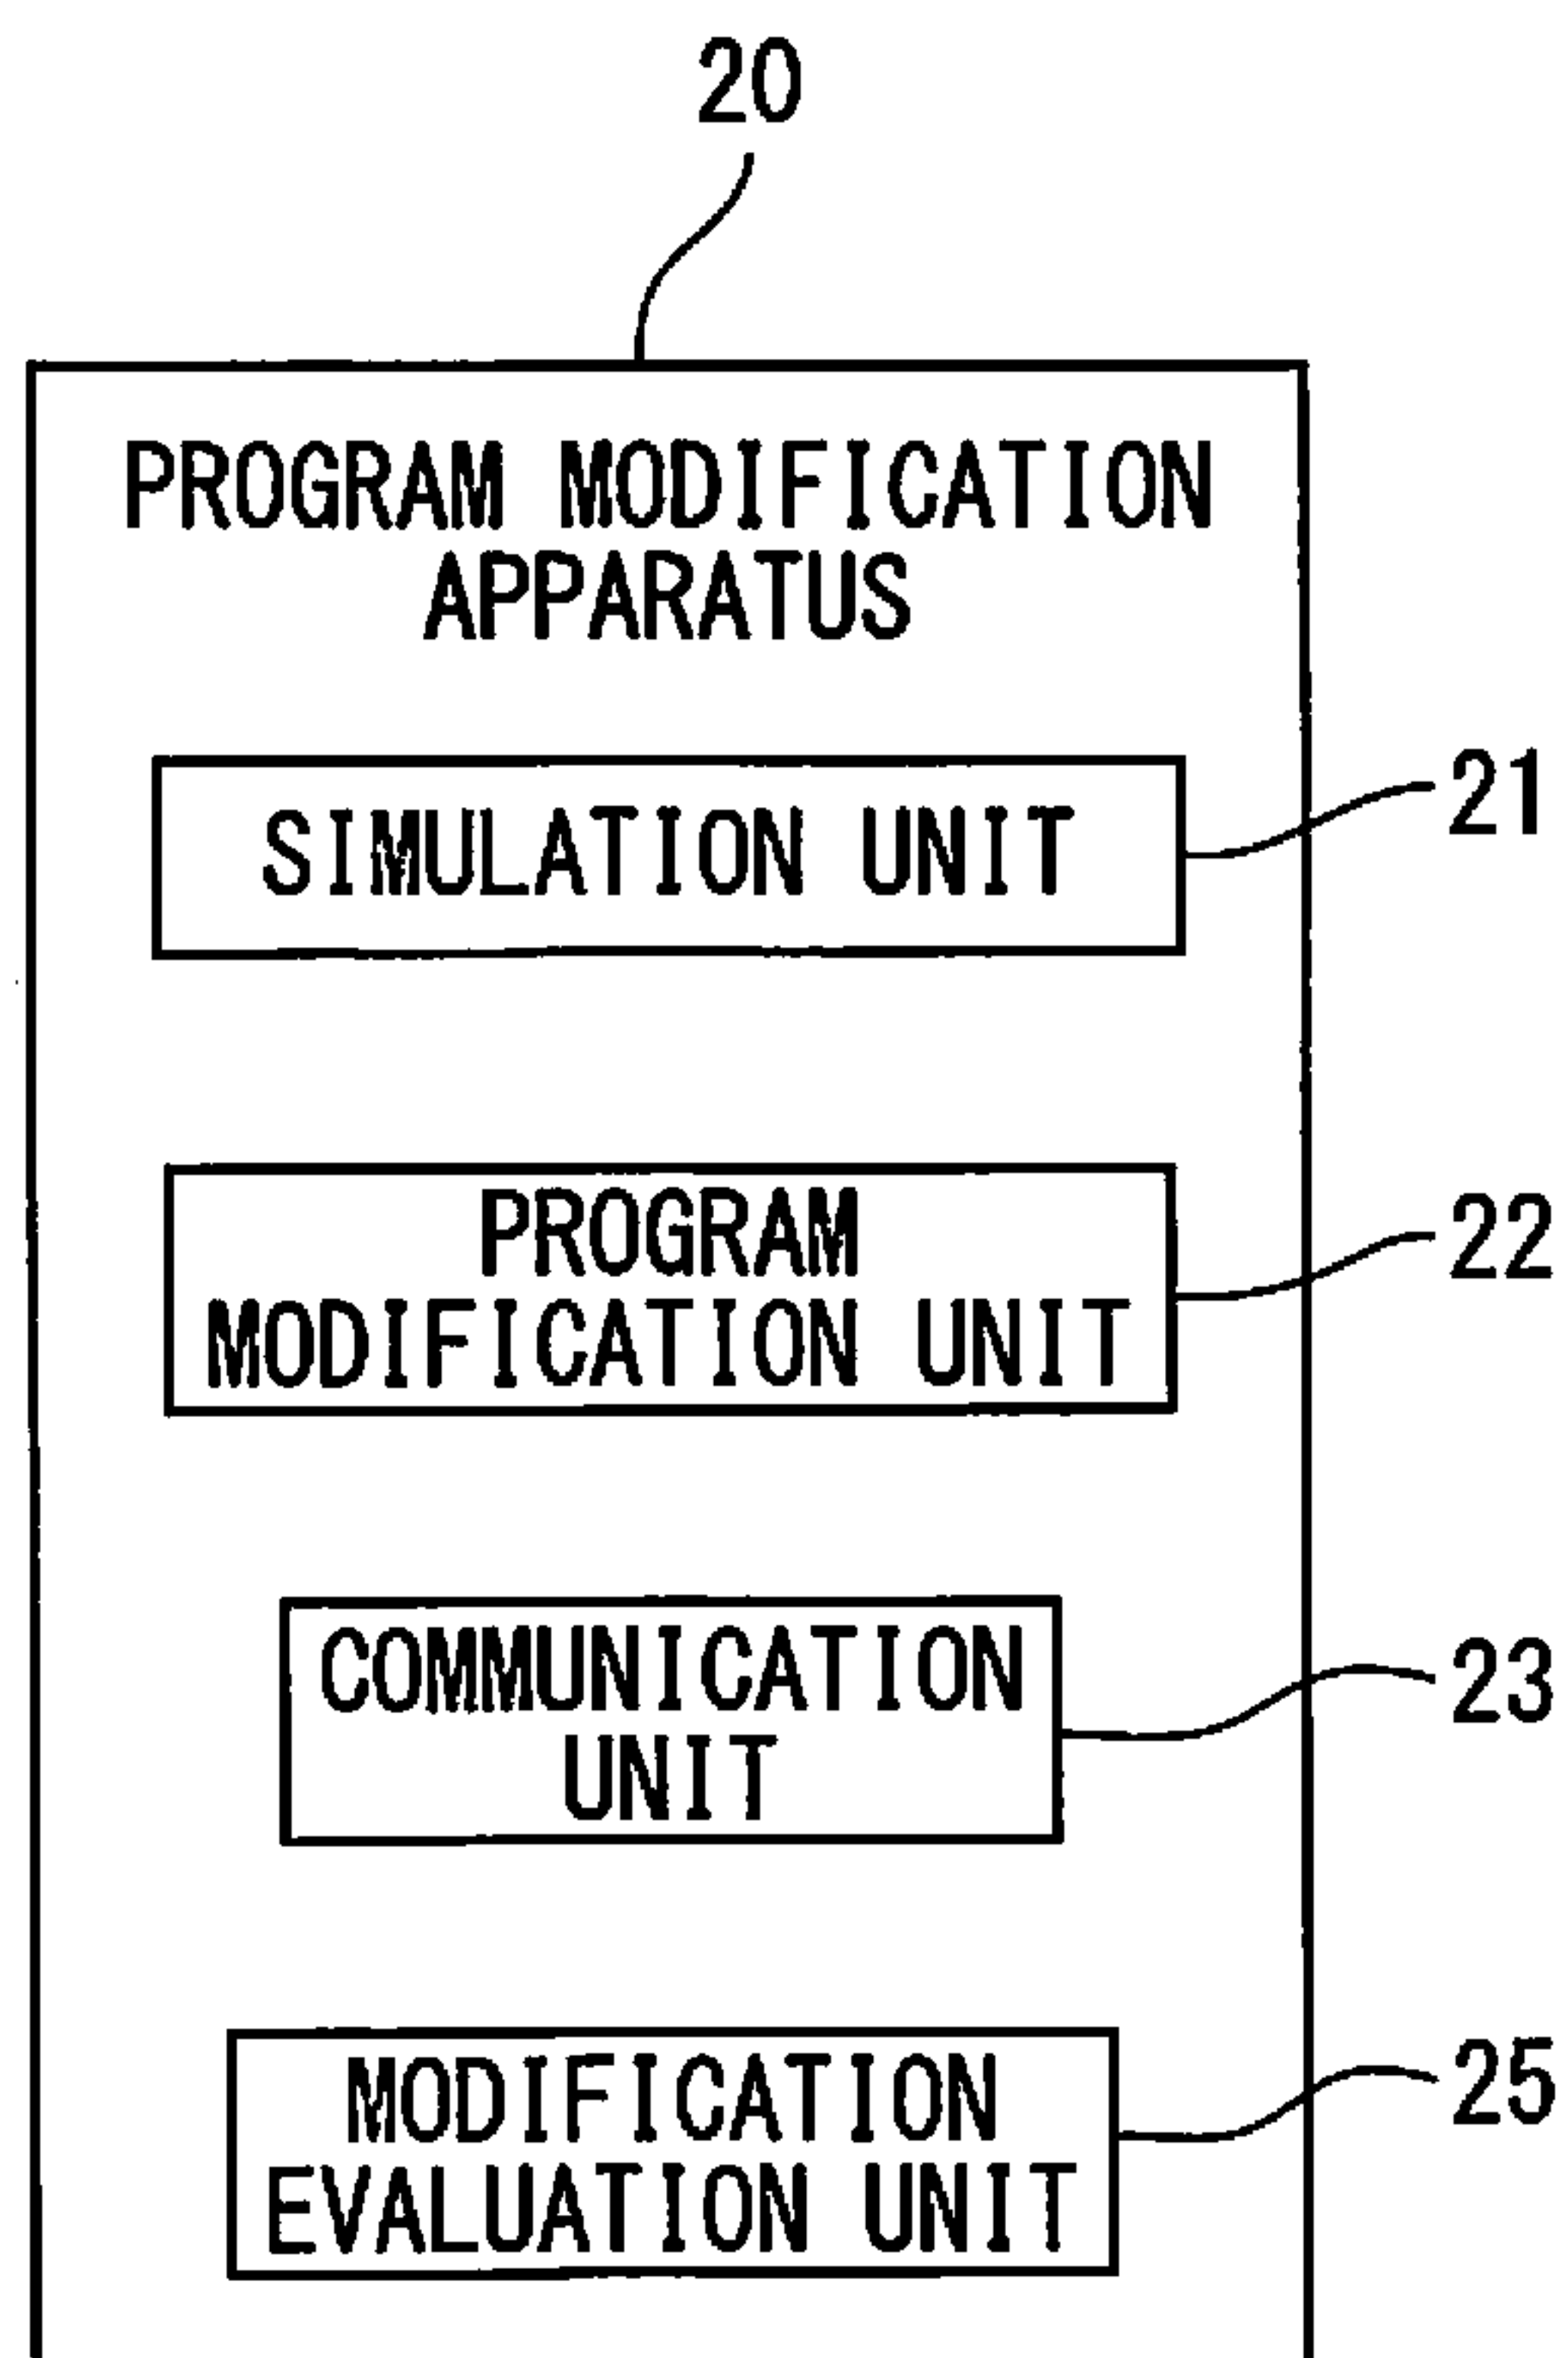 20
PROGRAM MODIFICATION
APPARATUS
SIMULATION UNIT
21
PROGRAM
MODIFICATION UNIT
22
COMMUNICATION
UNIT
23
MODIFICATION
EVALUATION UNIT
25